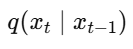 q(x_t | x_{t−1})